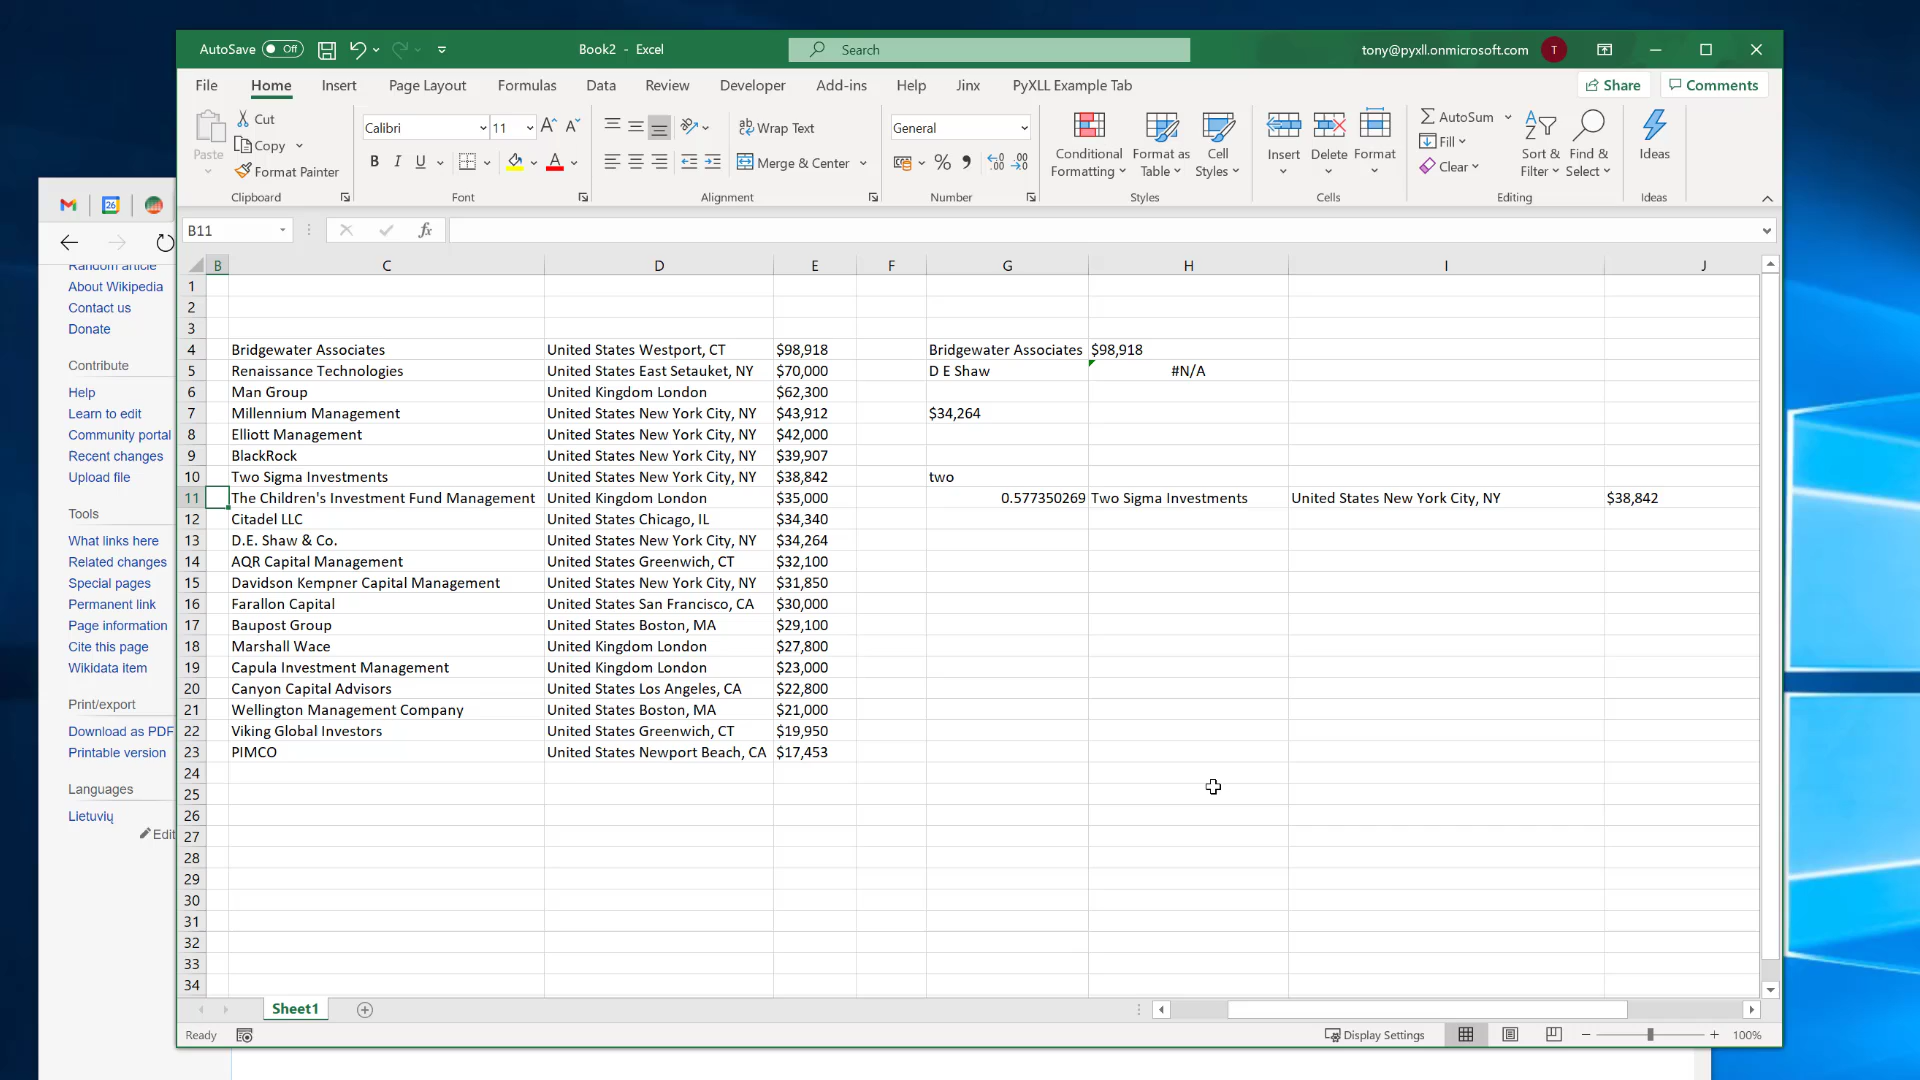 AutoSave Off Book2 - Excel Search tony@pyxll.onmicrosoft.com T
File Home Insert Page Layout Formulas Data Review Developer Add-ins Help Jinx PyXLL Example Tab Share Comments
Paste Cut Copy Format Painter
Calibri 11 B I U A
ab Wrap Text Merge & Center
General %
Conditional Formatting Format as Table Cell Styles
Insert Delete Format
AutoSum Fill Clear Sort & Filter Find & Select
Ideas
Clipboard Font Alignment Number Styles Cells Editing Ideas
B11 fx
B C D E F G H I J
1
2
3
4 Bridgewater Associates United States Westport, CT $98,918 Bridgewater Associates $98,918
5 Renaissance Technologies United States East Setauket, NY $70,000 D E Shaw #N/A
6 Man Group United Kingdom London $62,300
7 Millennium Management United States New York City, NY $43,912 $34,264
8 Elliott Management United States New York City, NY $42,000
9 BlackRock United States New York City, NY $39,907
10 Two Sigma Investments United States New York City, NY $38,842 two
11 The Children's Investment Fund Management United Kingdom London $35,000 0.577350269 Two Sigma Investments United States New York City, NY $38,842
12 Citadel LLC United States Chicago, IL $34,340
13 D.E. Shaw & Co. United States New York City, NY $34,264
14 AQR Capital Management United States Greenwich, CT $32,100
15 Davidson Kempner Capital Management United States New York City, NY $31,850
16 Farallon Capital United States San Francisco, CA $30,000
17 Baupost Group United States Boston, MA $29,100
18 Marshall Wace United Kingdom London $27,800
19 Capula Investment Management United Kingdom London $23,000
20 Canyon Capital Advisors United States Los Angeles, CA $22,800
21 Wellington Management Company United States Boston, MA $21,000
22 Viking Global Investors United States Greenwich, CT $19,950
23 PIMCO United States Newport Beach, CA $17,453
24
25
26
27
28
29
30
31
32
33
34
Sheet1
Ready Display Settings 100%
26
Random article
About Wikipedia
Contact us
Donate
Contribute
Help
Learn to edit
Community portal
Recent changes
Upload file
Tools
What links here
Related changes
Special pages
Permanent link
Page information
Cite this page
Wikidata item
Print/export
Download as PDF
Printable version
Languages
Lietuvių
Edit